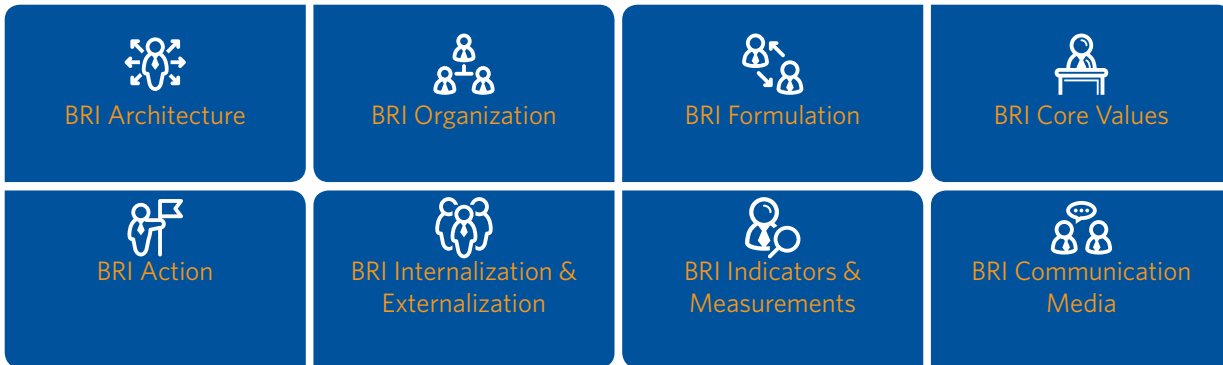 BRI Architecture
BRI Organization
BRI Formulation
BRI Core Values
BRI Action
BRI Internalization &
Externalization
BRI Indicators &
Measurements
BRI Communication
Media